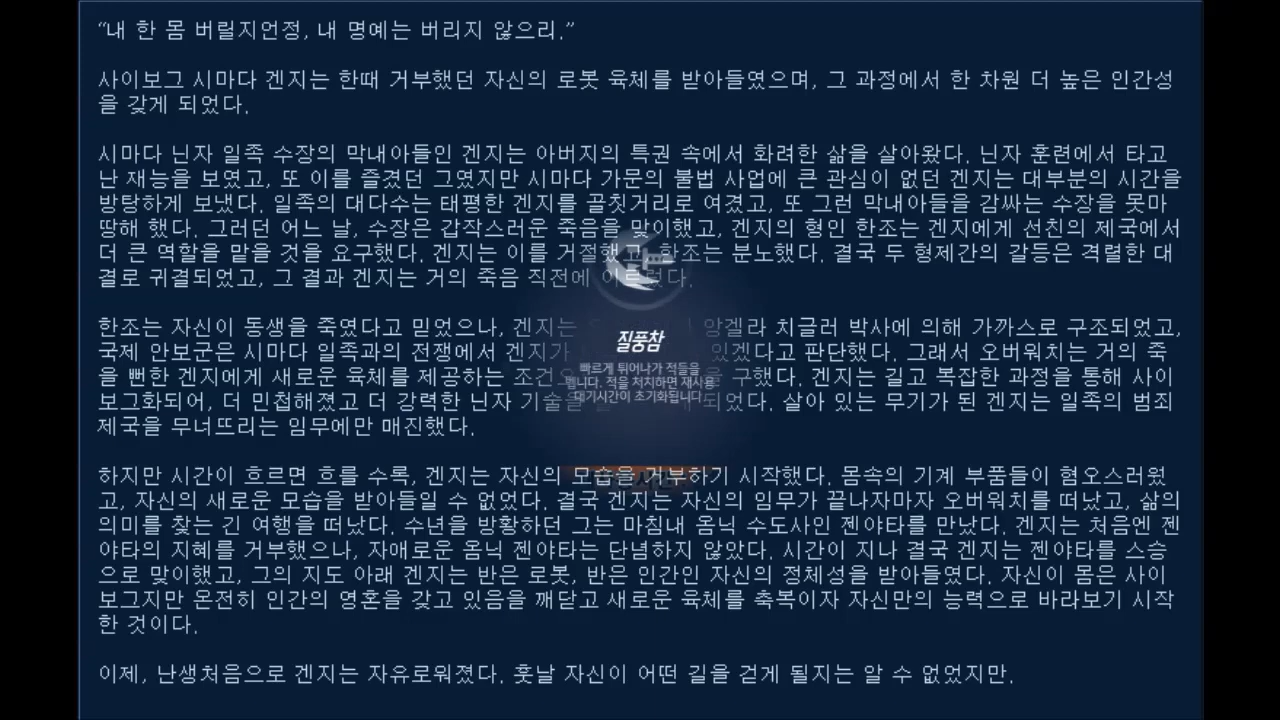 “내 한 몸 버릴지언정, 내 명예는 버리지 않으리.”
사이보그 시마다 겐지는 한때 거부했던 자신의 로봇 육체를 받아들였으며, 그 과정에서 한 차원 더 높은 인간성
을 갖게 되었다.
시마다 닌자 일족 수장의 막내아들인 겐지는 아버지의 특권 속에서 화려한 삶을 살아왔다. 닌자 훈련에서 타고
난 재능을 보였고, 또 이를 즐겼던 그였지만 시마다 가문의 불법 사업에 큰 관심이 없던 겐지는 대부분의 시간을
방탕하게 보냈다. 일족의 대다수는 태평한 겐지를 골칫거리로 여겼고, 또 그런 막내아들을 감싸는 수장을 못마
땅해 했다. 그러던 어느 날, 수장은 갑작스러운 죽음을 맞이했고, 겐지의 형인 한조는 겐지에게 선친의 제국에서
더 큰 역할을 맡을 것을 요구했다. 겐지는 이를 거절했고, 한조는 분노했다. 결국 두 형제간의 갈등은 격렬한 대
결로 귀결되었고, 그 결과 겐지는 거의 죽음 직전에 이르렀다.
한조는 자신이 동생을 죽였다고 믿었으나, 겐지는 앙겔라 치글러 박사에 의해 가까스로 구조되었고,
국제 안보군은 시마다 일족과의 전쟁에서 겐지가 있겠다고 판단했다. 그래서 오버워치는 거의 죽
을 뻔한 겐지에게 새로운 육체를 제공하는 조건으 을 구했다. 겐지는 길고 복잡한 과정을 통해 사이
보그화되어, 더 민첩해졌고 더 강력한 닌자 기술을 되었다. 살아 있는 무기가 된 겐지는 일족의 범죄
제국을 무너뜨리는 임무에만 매진했다.
질풍참
빠르게 튀어나가 적들을
벱니다. 적을 처치하면 재사용
대기시간이 초기화됩니다
하지만 시간이 흐르면 흐를 수록, 겐지는 자신의 모습을 거부하기 시작했다. 몸속의 기계 부품들이 혐오스러웠
고, 자신의 새로운 모습을 받아들일 수 없었다. 결국 겐지는 자신의 임무가 끝나자마자 오버워치를 떠났고, 삶의
의미를 찾는 긴 여행을 떠났다. 수년을 방황하던 그는 마침내 옴닉 수도사인 젠야타를 만났다. 겐지는 처음엔 젠
야타의 지혜를 거부했으나, 자애로운 옴닉 젠야타는 단념하지 않았다. 시간이 지나 결국 겐지는 젠야타를 스승
으로 맞이했고, 그의 지도 아래 겐지는 반은 로봇, 반은 인간인 자신의 정체성을 받아들였다. 자신이 몸은 사이
보그지만 온전히 인간의 영혼을 갖고 있음을 깨닫고 새로운 육체를 축복이자 자신만의 능력으로 바라보기 시작
한 것이다.
이제, 난생처음으로 겐지는 자유로워졌다. 훗날 자신이 어떤 길을 걷게 될지는 알 수 없었지만.